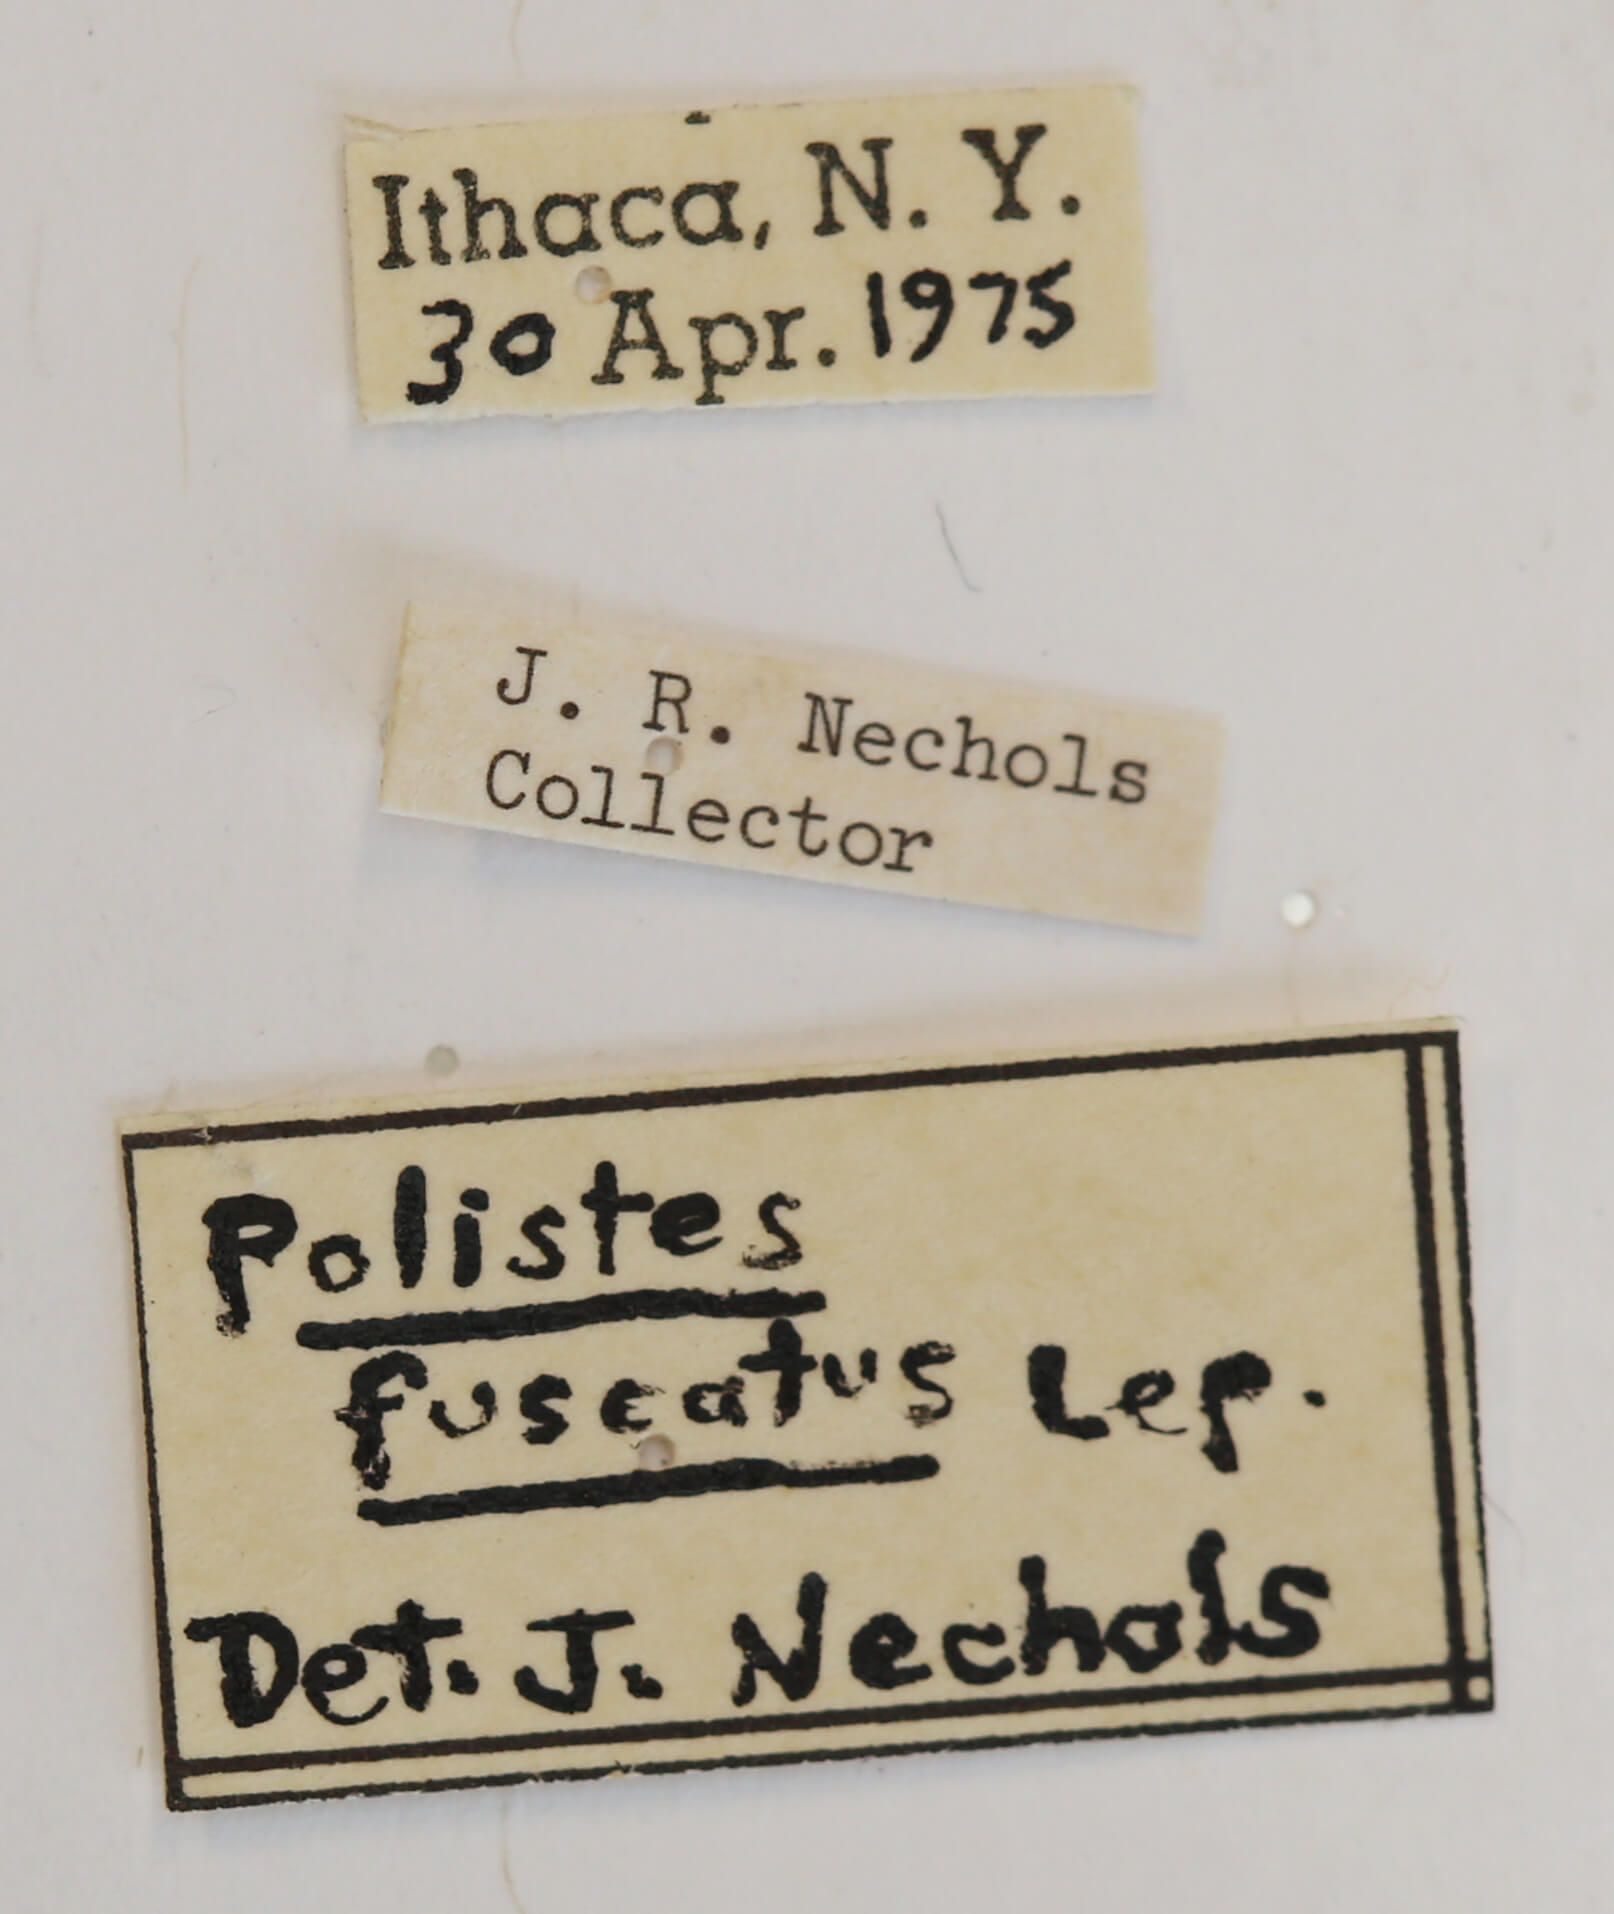 Ithaca, N. Y.
30 Apr. 1975
J. R. Nechols
Collector
Polistes
fuscatus Lep.
Det. J. Nechols